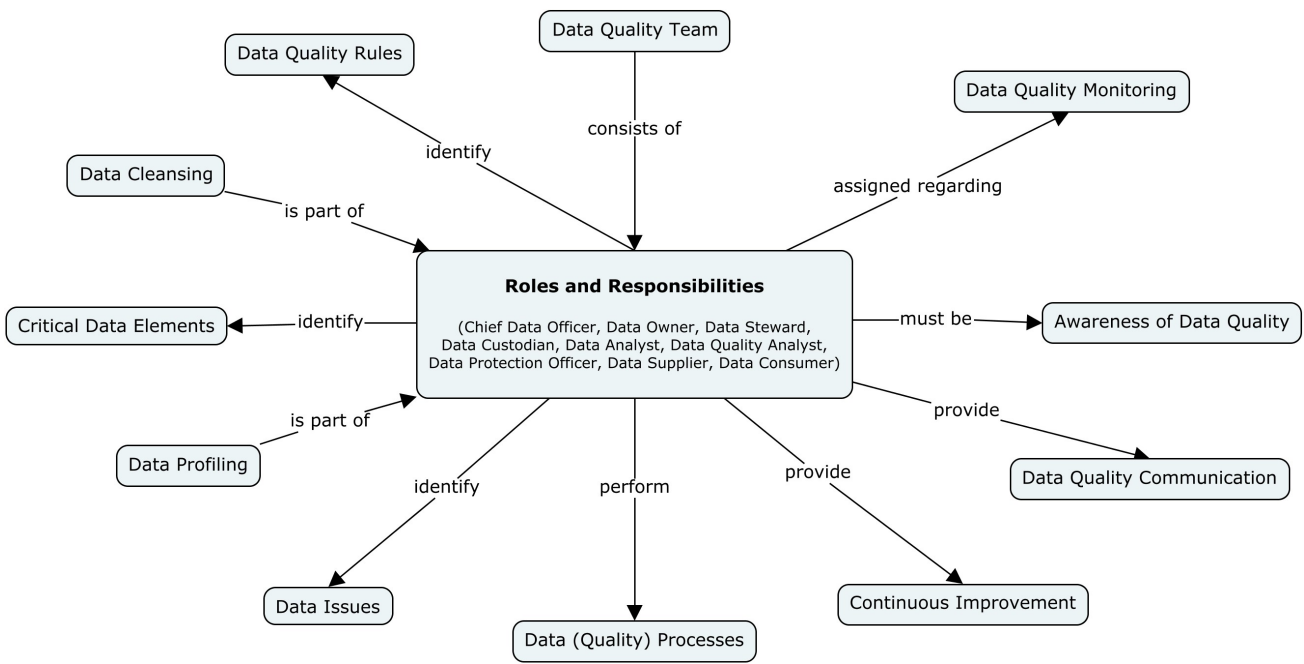 Data Quality Team
Data Quality Rules
Data Quality Monitoring
consists of
identify
Data Cleansing
assigned regarding
is part of
Roles and Responsibilities
(Chief Data Officer, Data Owner, Data Steward,
Data Custodian, Data Analyst, Data Quality Analyst,
Data Protection Officer, Data Supplier, Data Consumer)
Critical Data Elements
identify
must be
Awareness of Data Quality
is part of
provide
Data Profiling
Data Quality Communication
identify
perform
provide
Data Issues
Continuous Improvement
Data (Quality) Processes